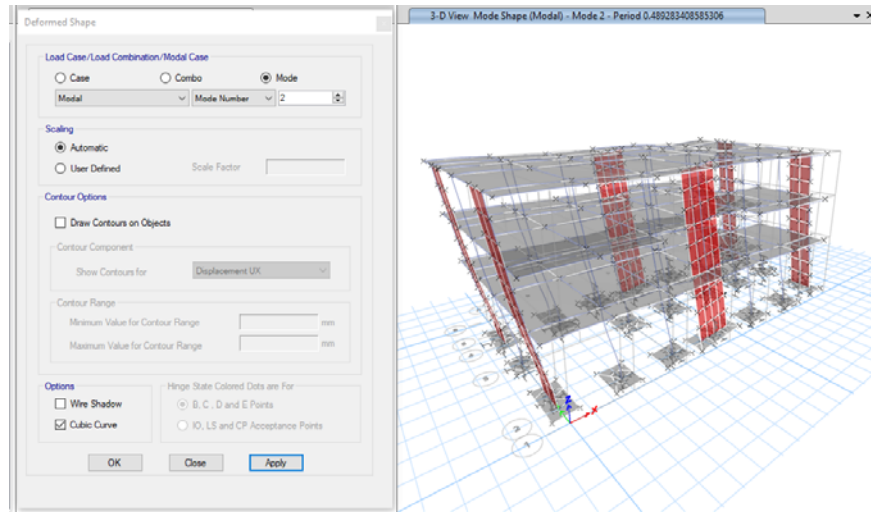 Deformed Shape
3-D View Mode Shape (Modal) - Mode 2 - Period 0.489283408585306
Load Case/Load Combination/Modal Case
Case
Combo
Mode
Modal
Mode Number
2
Scaling
Automatic
User Defined
Scale Factor
Contour Options
Draw Contours on Objects
Contour Component
Show Contours for
Displacement UX
Contour Range
Minimum Value for Contour Range
mm
Maximum Value for Contour Range
mm
Options
Wire Shadow
Cubic Curve
Hinge State Colored Dots are For
B, C, D and E Points
IO, LS and CP Acceptance Points
OK
Close
Apply
X